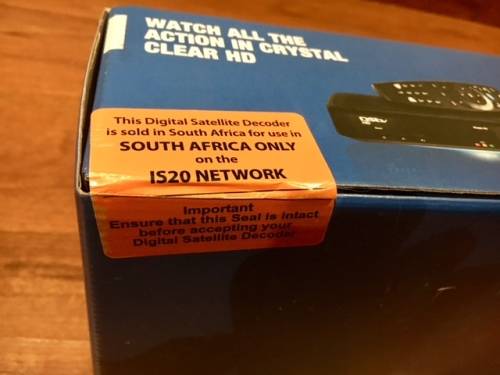 WATCH ALL THE
ACTION IN CRYSTAL
CLEAR HD
DStv
This Digital Satellite Decoder
is sold in South Africa for use in
SOUTH AFRICA ONLY
on the
IS20 NETWORK
Important
Ensure that this Seal is intact
before accepting your
Digital Satellite Decoder